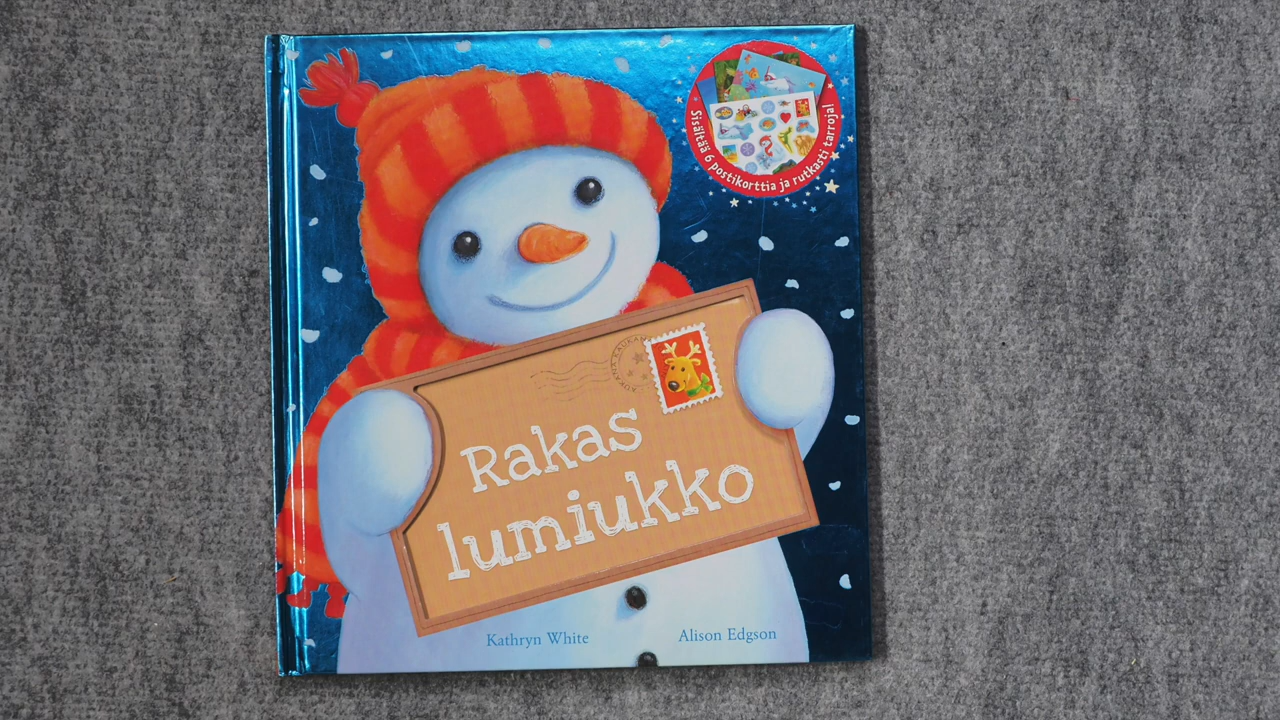 Sisältää 6 postikorttia ja rutkasti tarroja!
Rakas
lumiukko
Kathryn White
Alison Edgson